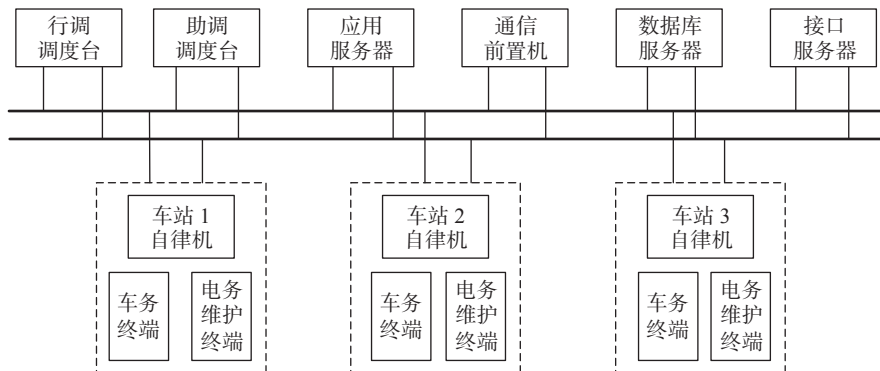 行调
调度台
助调
调度台
应用
服务器
通信
前置机
数据库
服务器
接口
服务器
车站 1
自律机
车务
终端
电务
维护
终端
车站 2
自律机
车务
终端
电务
维护
终端
车站 3
自律机
车务
终端
电务
维护
终端